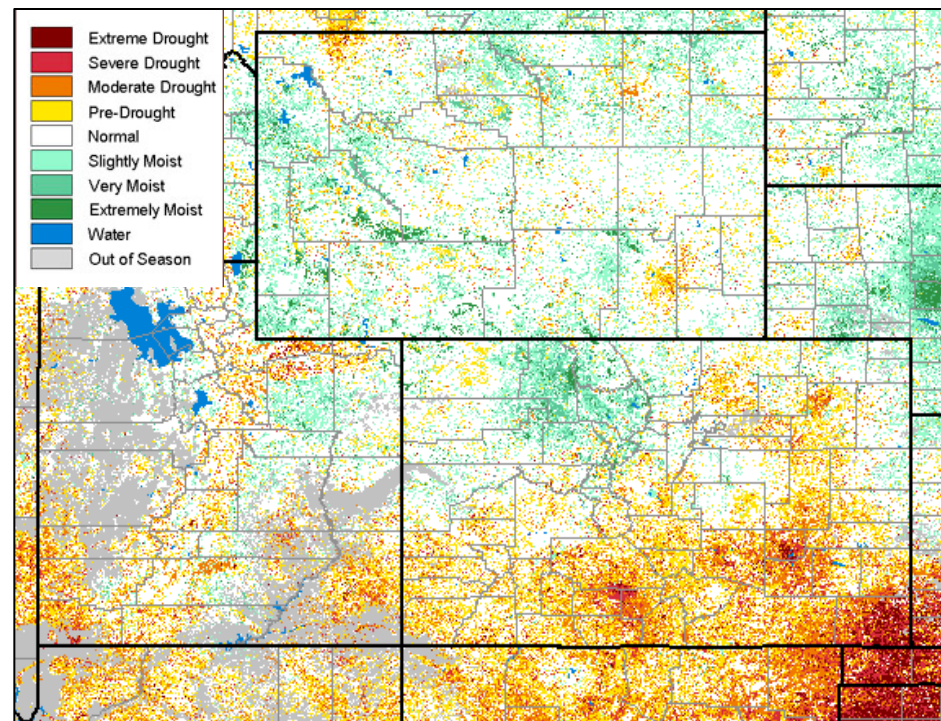 Extreme Drought
Severe Drought
Moderate Drought
Pre-Drought
Normal
Slightly Moist
Very Moist
Extremely Moist
Water
Out of Season